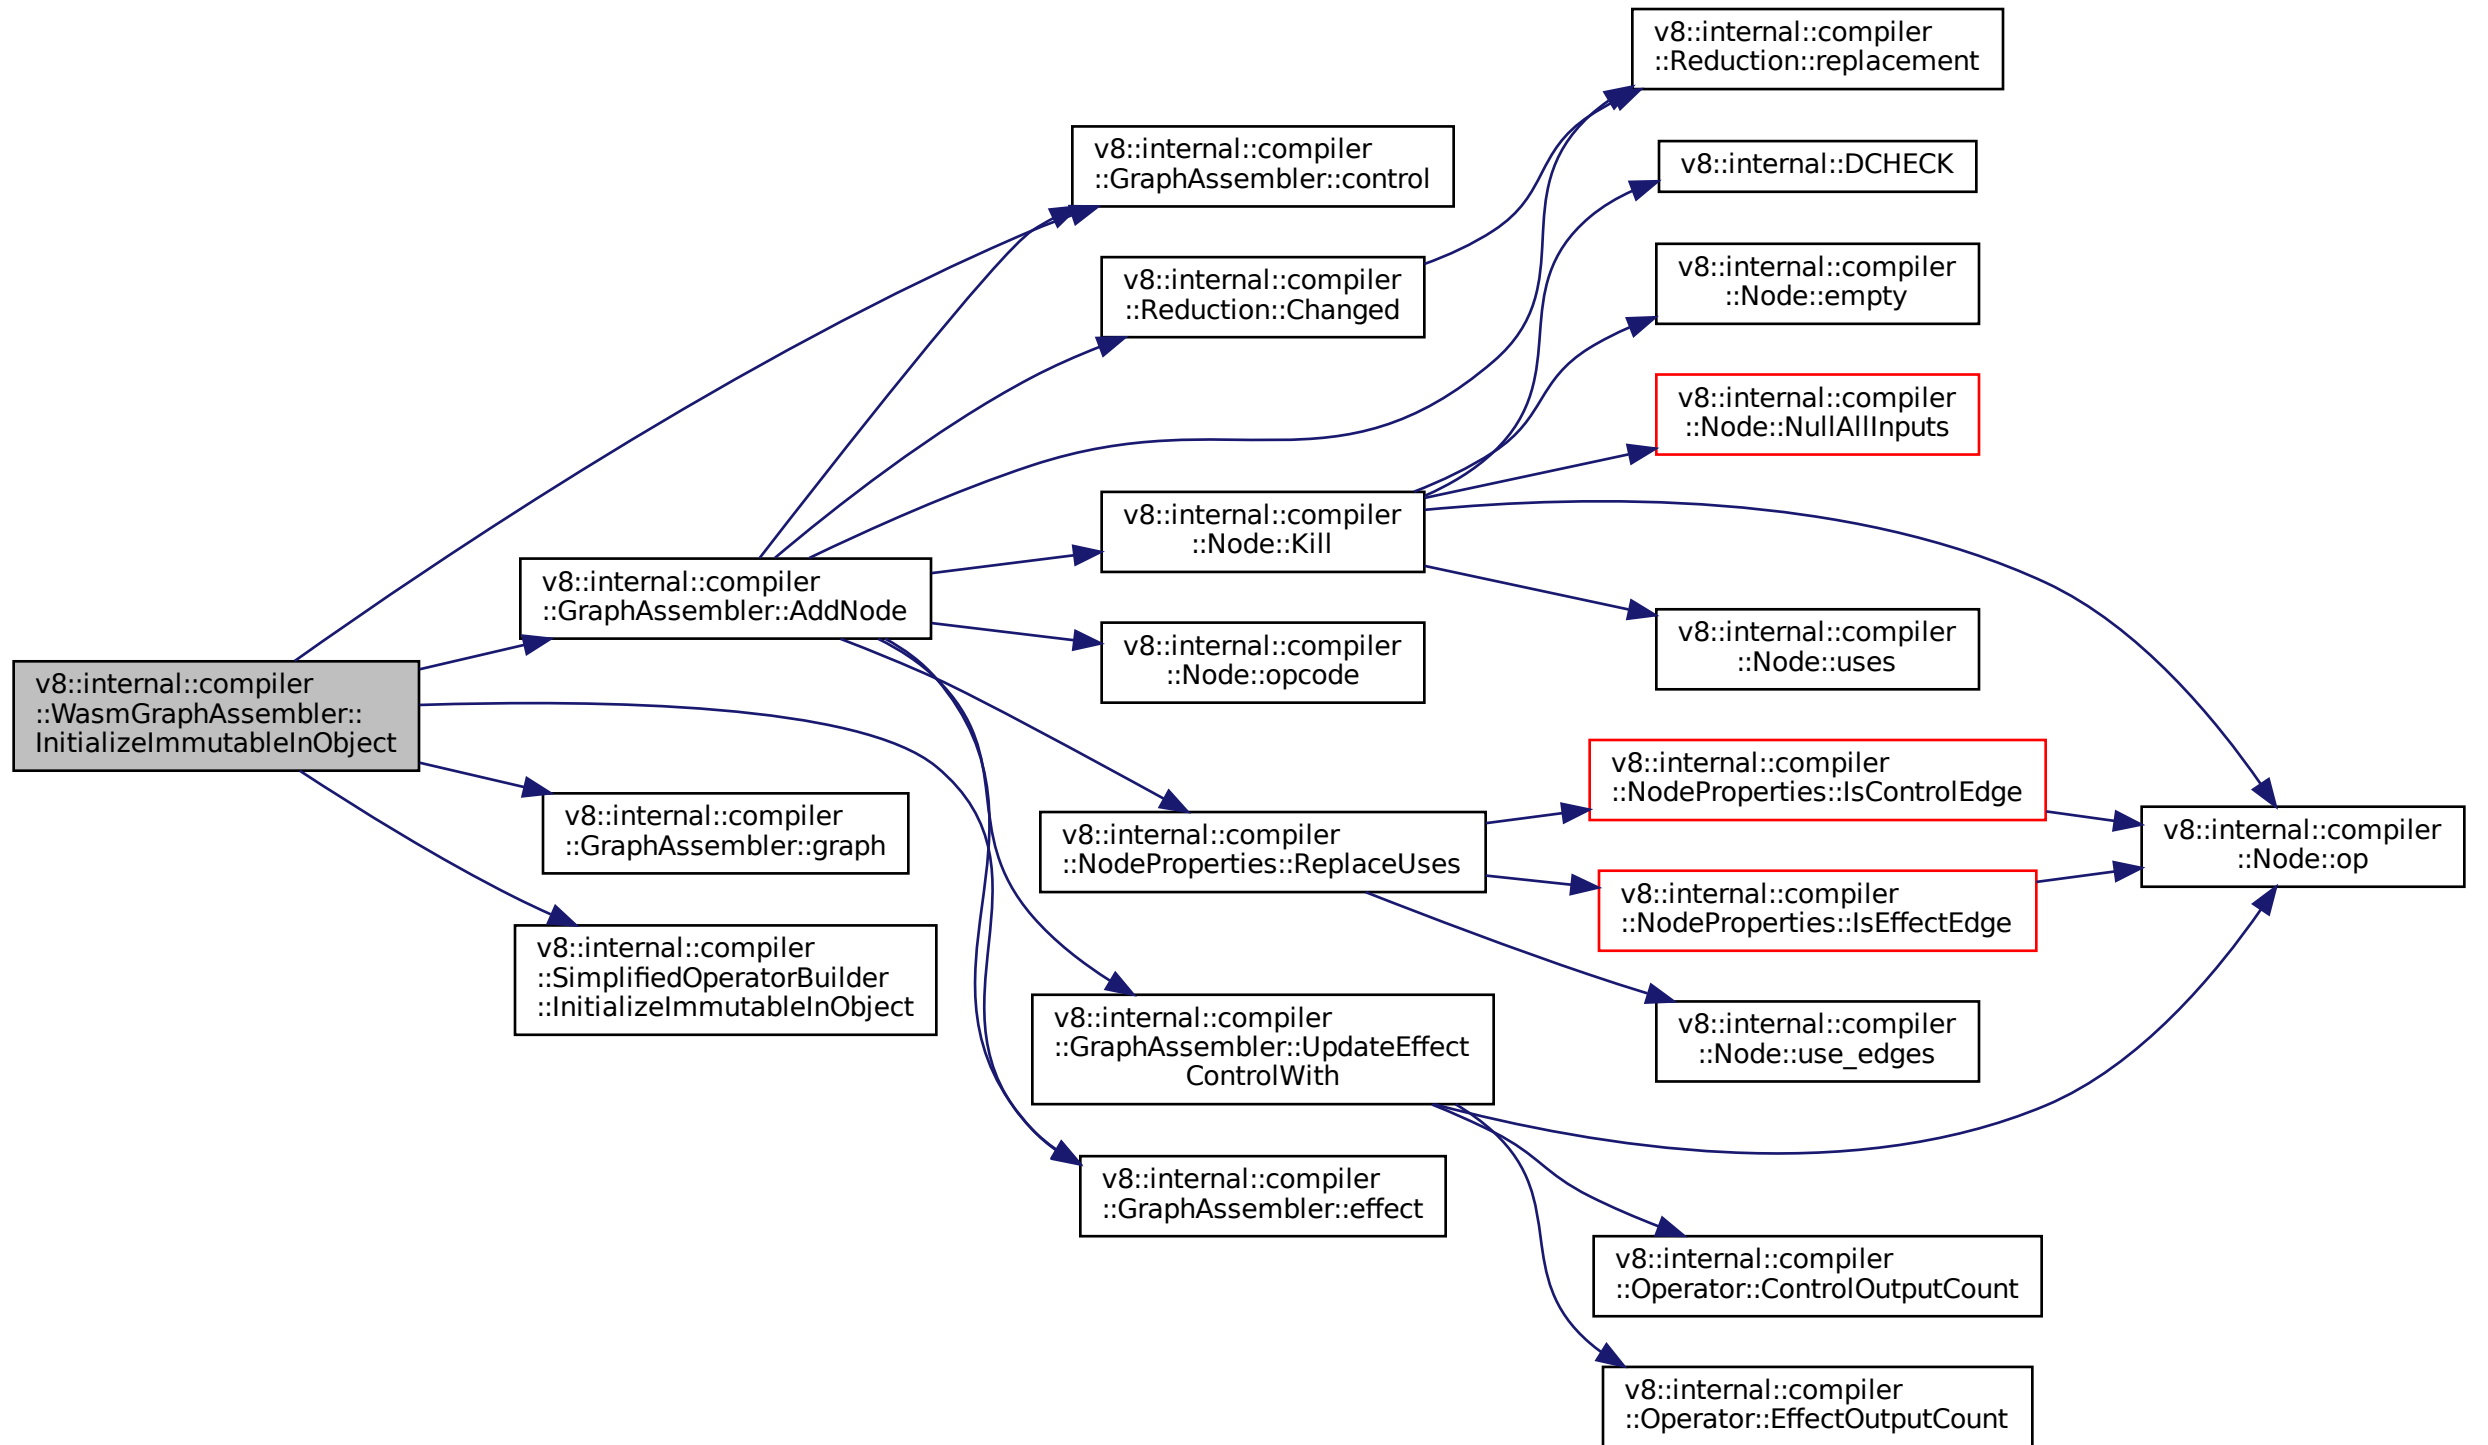 v8::internal::compiler
::WasmGraphAssembler::
InitializeImmutableInObject
v8::internal::compiler
::GraphAssembler::AddNode
v8::internal::compiler
::GraphAssembler::graph
v8::internal::compiler
::SimplifiedOperatorBuilder
::InitializeImmutableInObject
v8::internal::compiler
::GraphAssembler::control
v8::internal::compiler
::Reduction::Changed
v8::internal::compiler
::Node::Kill
v8::internal::compiler
::Node::opcode
v8::internal::compiler
::NodeProperties::ReplaceUses
v8::internal::compiler
::GraphAssembler::UpdateEffect
ControlWith
v8::internal::compiler
::GraphAssembler::effect
v8::internal::compiler
::Reduction::replacement
v8::internal::DCHECK
v8::internal::compiler
::Node::empty
v8::internal::compiler
::Node::NullAllInputs
v8::internal::compiler
::Node::uses
v8::internal::compiler
::NodeProperties::IsControlEdge
v8::internal::compiler
::NodeProperties::IsEffectEdge
v8::internal::compiler
::Node::use_edges
v8::internal::compiler
::Operator::ControlOutputCount
v8::internal::compiler
::Operator::EffectOutputCount
v8::internal::compiler
::Node::op